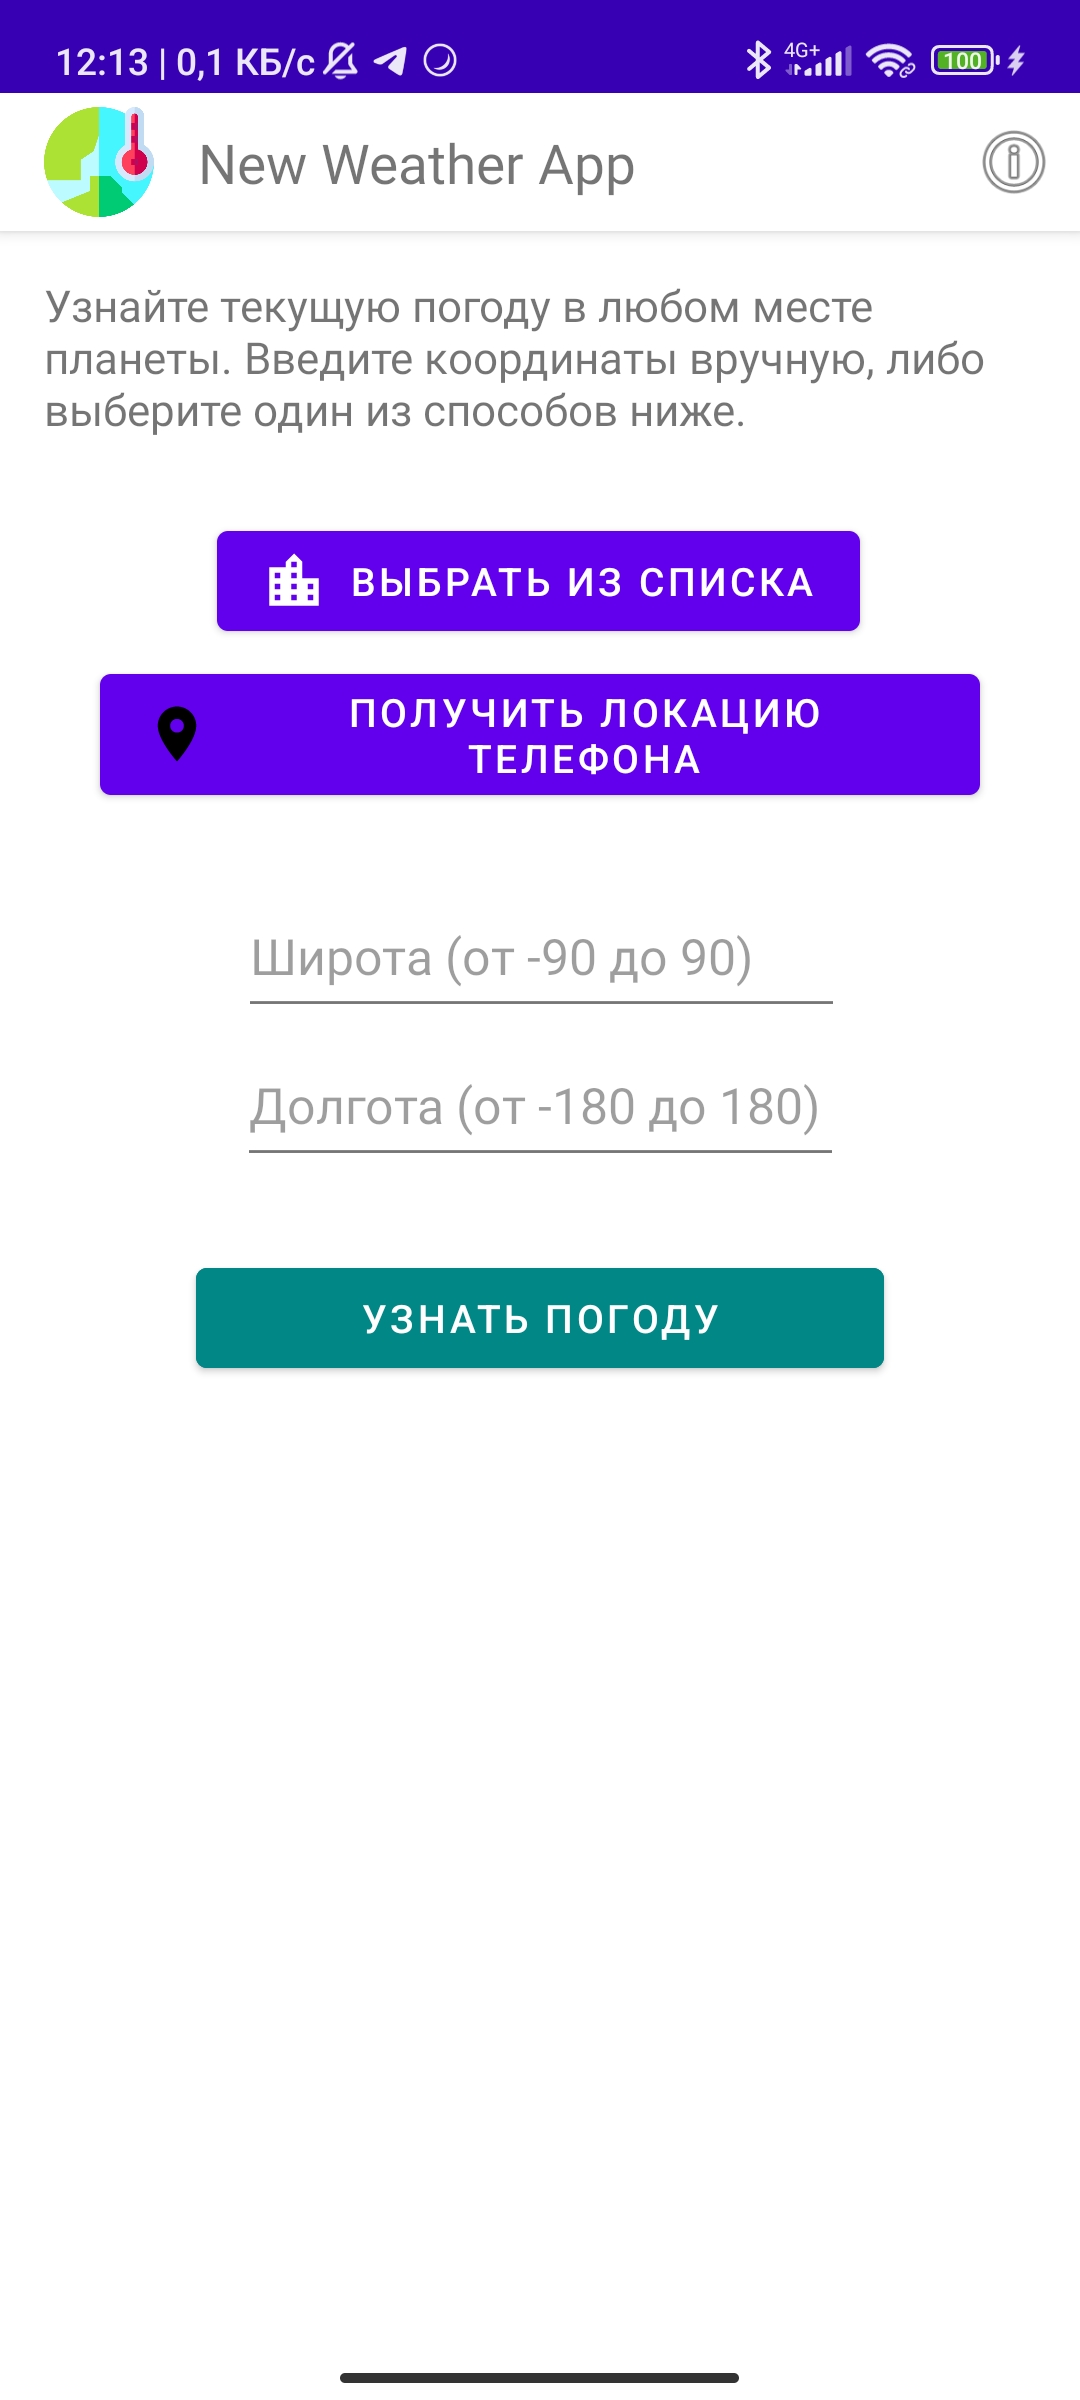 12:13 | 0,1 КБ/с 4G+ 100
New Weather App
Узнайте текущую погоду в любом месте
планеты. Введите координаты вручную, либо
выберите один из способов ниже.
ВЫБРАТЬ ИЗ СПИСКА
ПОЛУЧИТЬ ЛОКАЦИЮ
ТЕЛЕФОНА
Широта (от -90 до 90)
Долгота (от -180 до 180)
УЗНАТЬ ПОГОДУ